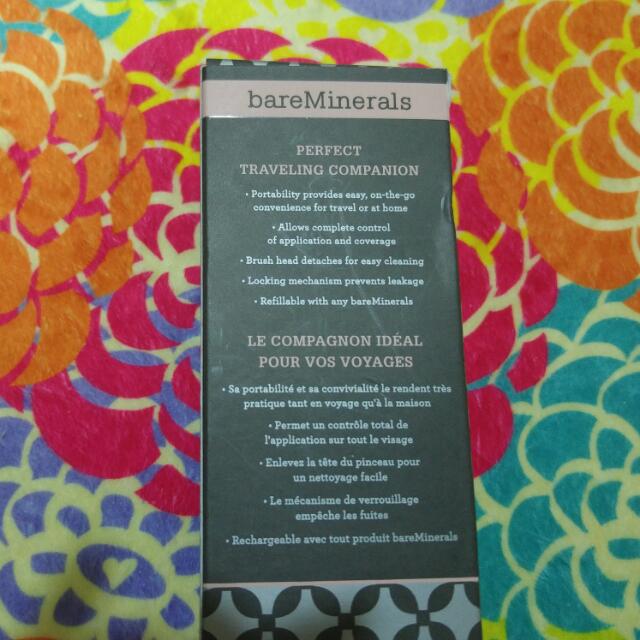 bareMinerals
PERFECT
TRAVELING COMPANION
• Portability provides easy, on-the-go
convenience for travel or at home
• Allows complete control
of application and coverage
• Brush head detaches for easy cleaning
• Locking mechanism prevents leakage
• Refillable with any bareMinerals
LE COMPAGNON IDÉAL
POUR VOS VOYAGES
• Sa portabilité et sa convivialité le rendent très
pratique tant en voyage qu'à la maison
• Permet un contrôle total de
l'application sur tout le visage
• Enlevez la tête du pinceau pour
un nettoyage facile
• Le mécanisme de verrouillage
empêche les fuites
• Rechargeable avec tout produit bareMinerals